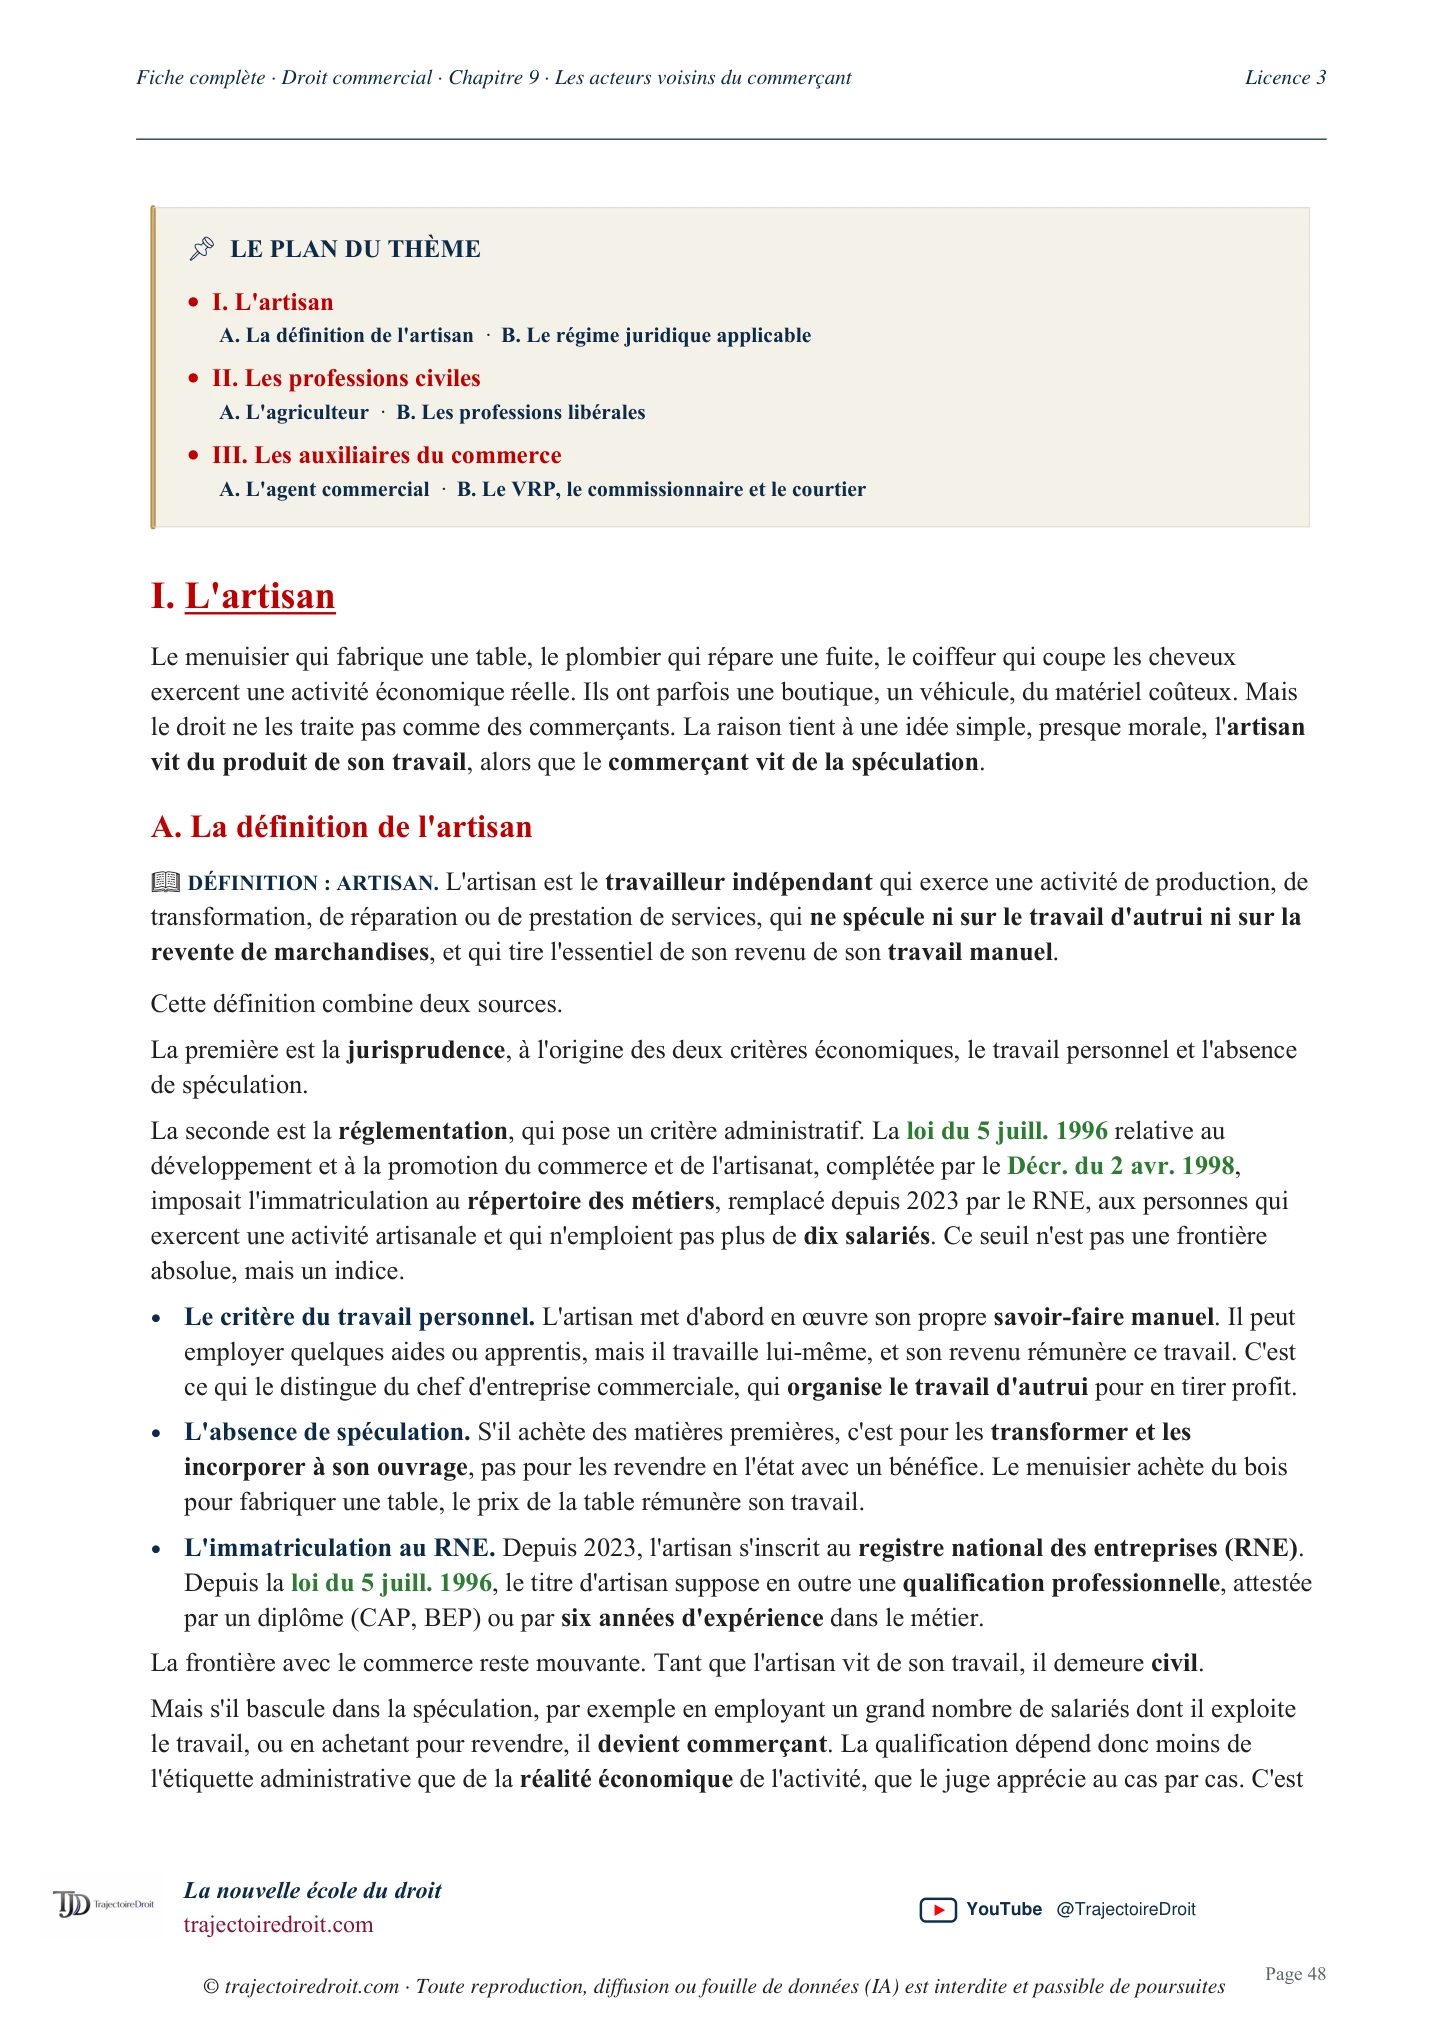 Fiche complète · Droit commercial · Chapitre 9 · Les acteurs voisins du commerçant Licence 3
LE PLAN DU THÈME
• I. L'artisan
A. La définition de l'artisan · B. Le régime juridique applicable
• II. Les professions civiles
A. L'agriculteur · B. Les professions libérales
• III. Les auxiliaires du commerce
A. L'agent commercial · B. Le VRP, le commissionnaire et le courtier
I. L'artisan
Le menuisier qui fabrique une table, le plombier qui répare une fuite, le coiffeur qui coupe les cheveux
exercent une activité économique réelle. Ils ont parfois une boutique, un véhicule, du matériel coûteux. Mais
le droit ne les traite pas comme des commerçants. La raison tient à une idée simple, presque morale, l'artisan
vit du produit de son travail, alors que le commerçant vit de la spéculation.
A. La définition de l'artisan
DÉFINITION : ARTISAN. L'artisan est le travailleur indépendant qui exerce une activité de production, de
transformation, de réparation ou de prestation de services, qui ne spécule ni sur le travail d'autrui ni sur la
revente de marchandises, et qui tire l'essentiel de son revenu de son travail manuel.
Cette définition combine deux sources.
La première est la jurisprudence, à l'origine des deux critères économiques, le travail personnel et l'absence
de spéculation.
La seconde est la réglementation, qui pose un critère administratif. La loi du 5 juill. 1996 relative au
développement et à la promotion du commerce et de l'artisanat, complétée par le Décr. du 2 avr. 1998,
imposait l'immatriculation au répertoire des métiers, remplacé depuis 2023 par le RNE, aux personnes qui
exercent une activité artisanale et qui n'emploient pas plus de dix salariés. Ce seuil n'est pas une frontière
absolue, mais un indice.
• Le critère du travail personnel. L'artisan met d'abord en œuvre son propre savoir-faire manuel. Il peut
employer quelques aides ou apprentis, mais il travaille lui-même, et son revenu rémunère ce travail. C'est
ce qui le distingue du chef d'entreprise commerciale, qui organise le travail d'autrui pour en tirer profit.
• L'absence de spéculation. S'il achète des matières premières, c'est pour les transformer et les
incorporer à son ouvrage, pas pour les revendre en l'état avec un bénéfice. Le menuisier achète du bois
pour fabriquer une table, le prix de la table rémunère son travail.
• L'immatriculation au RNE. Depuis 2023, l'artisan s'inscrit au registre national des entreprises (RNE).
Depuis la loi du 5 juill. 1996, le titre d'artisan suppose en outre une qualification professionnelle, attestée
par un diplôme (CAP, BEP) ou par six années d'expérience dans le métier.
La frontière avec le commerce reste mouvante. Tant que l'artisan vit de son travail, il demeure civil.
Mais s'il bascule dans la spéculation, par exemple en employant un grand nombre de salariés dont il exploite
le travail, ou en achetant pour revendre, il devient commerçant. La qualification dépend donc moins de
l'étiquette administrative que de la réalité économique de l'activité, que le juge apprécie au cas par cas. C'est
TJD TrajectoireDroit
La nouvelle école du droit
trajectoiredroit.com
YouTube @TrajectoireDroit
© trajectoiredroit.com · Toute reproduction, diffusion ou fouille de données (IA) est interdite et passible de poursuites
Page 48